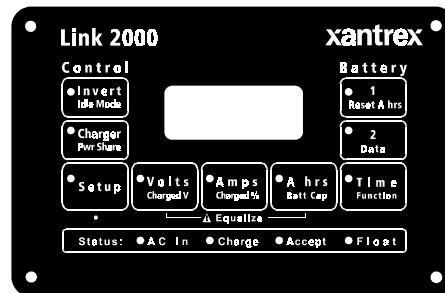 Link 2000 xantrex
Control Battery
Invert 1
Idle Mode Reset A hrs
Charger 2
Pwr Share Data
Setup Volts Amps A hrs Time
Charged V Charged % Batt Cap Function
Equalize
Status: AC In Charge Accept Float